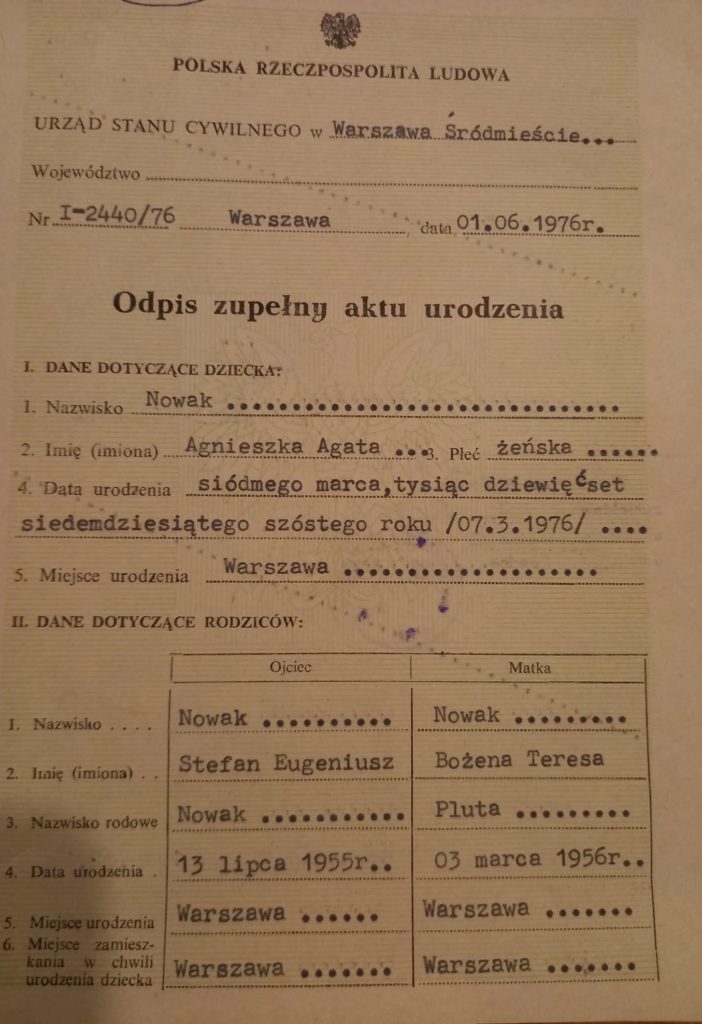 POLSKA RZECZPOSPOLITA LUDOWA
URZĄD STANU CYWILNEGO w Warszawa Śródmieście...
Województwo
Nr I-2440/76 Warszawa, data 01.06.1976r.
Odpis zupełny aktu urodzenia
I. DANE DOTYCZĄCE DZIECKA:
1. Nazwisko Nowak ..............................
2. Imię (imiona) Agnieszka Agata ... 3. Płeć żeńska ......
4. Data urodzenia siódmego marca,tysiąc dziewięćset
siedemdziesiątego szóstego roku /07.3.1976/ ....
5. Miejsce urodzenia Warszawa ....................
II. DANE DOTYCZĄCE RODZICÓW:
Ojciec Matka
1. Nazwisko . . . . Nowak .......... Nowak .........
2. Imię (imiona) . . Stefan Eugeniusz Bożena Teresa
3. Nazwisko rodowe Nowak ........... Pluta .........
4. Data urodzenia . 13 lipca 1955r.. 03 marca 1956r..
5. Miejsce urodzenia Warszawa ...... Warszawa .......
6. Miejsce zamiesz-
kania w chwili
urodzenia dziecka Warszawa ....... Warszawa .......